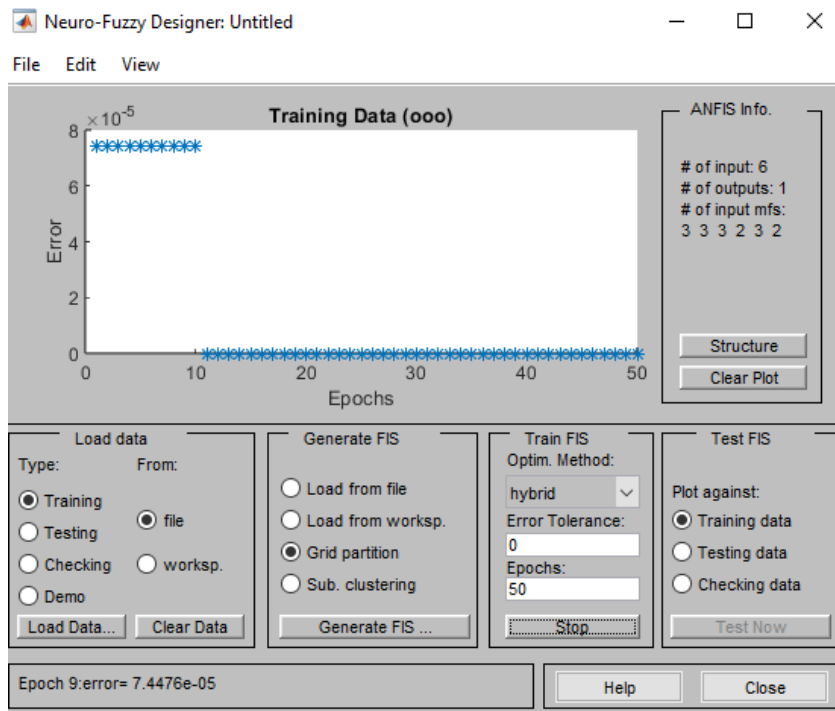 Neuro-Fuzzy Designer: Untitled
File Edit View
×10⁻⁵
Training Data (ooo)
8
6
4
2
0
Error
0 10 20 30 40 50
Epochs
ANFIS Info.
# of input: 6
# of outputs: 1
# of input mfs:
3 3 3 2 3 2
Structure
Clear Plot
Load data
Type: From:
Training
Testing
Checking
Demo
file
worksp.
Load Data... Clear Data
Generate FIS
Load from file
Load from worksp.
Grid partition
Sub. clustering
Generate FIS ...
Train FIS
Optim. Method:
hybrid
Error Tolerance:
0
Epochs:
50
Stop
Test FIS
Plot against:
Training data
Testing data
Checking data
Test Now
Epoch 9:error= 7.4476e-05
Help Close